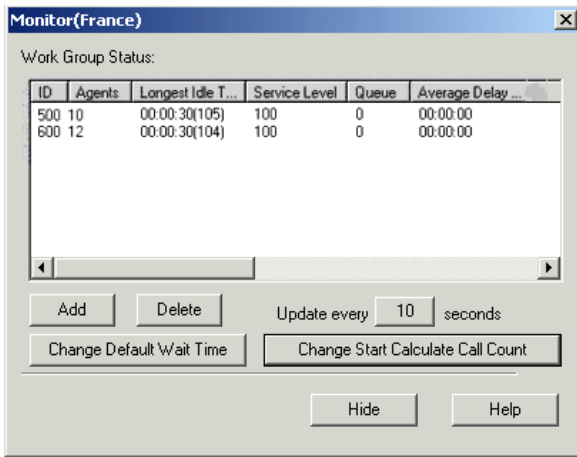 Monitor(France)
Work Group Status:
ID Agents Longest Idle T... Service Level Queue Average Delay ...
500 10 00:00:30(105) 100 0 00:00:00
600 12 00:00:30(104) 100 0 00:00:00
Add Delete Update every 10 seconds
Change Default Wait Time Change Start Calculate Call Count
Hide Help